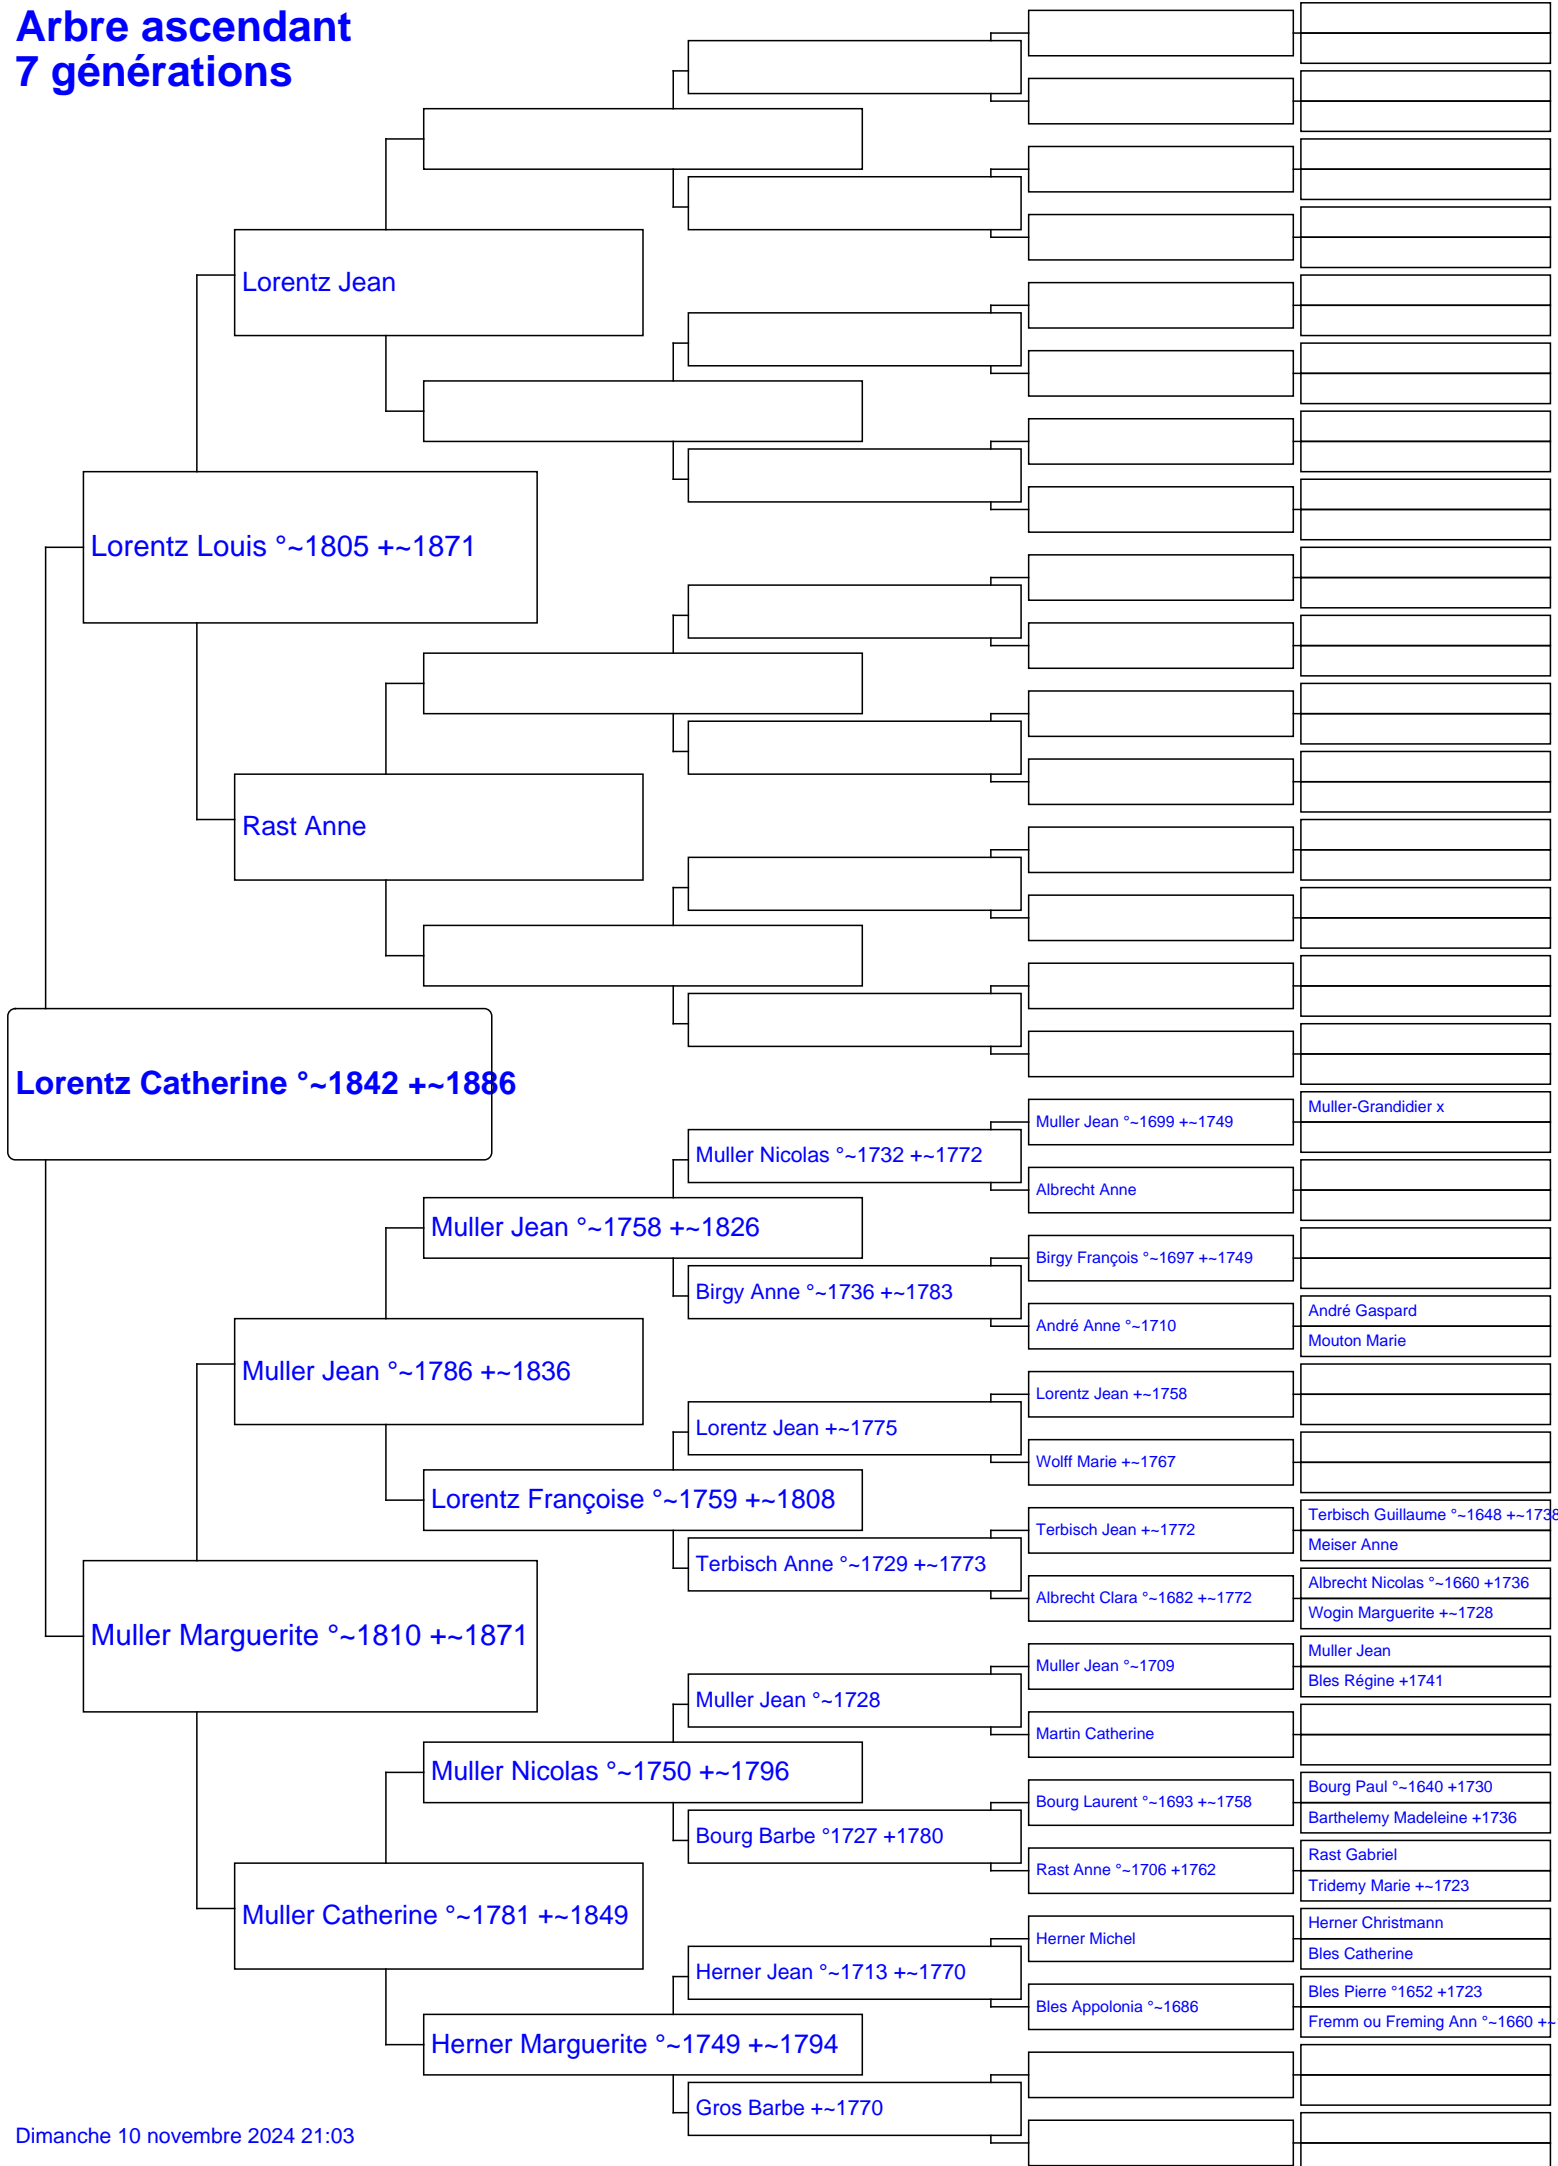 Arbre ascendant
7 générations
Lorentz Jean
Lorentz Louis °~1805 +~1871
Rast Anne
Lorentz Catherine °~1842 +~1886
Muller Jean °~1699 +~1749
Muller-Grandidier x
Muller Nicolas °~1732 +~1772
Albrecht Anne
Muller Jean °~1758 +~1826
Birgy François °~1697 +~1749
Birgy Anne °~1736 +~1783
André Anne °~1710
André Gaspard
Mouton Marie
Muller Jean °~1786 +~1836
Lorentz Jean +~1758
Lorentz Jean +~1775
Wolff Marie +~1767
Lorentz Françoise °~1759 +~1808
Terbisch Jean +~1772
Terbisch Guillaume °~1648 +~1738
Meiser Anne
Terbisch Anne °~1729 +~1773
Albrecht Clara °~1682 +~1772
Albrecht Nicolas °~1660 +1736
Wogin Marguerite +~1728
Muller Marguerite °~1810 +~1871
Muller Jean °~1709
Muller Jean
Bles Régine +1741
Muller Jean °~1728
Martin Catherine
Muller Nicolas °~1750 +~1796
Bourg Laurent °~1693 +~1758
Bourg Paul °~1640 +1730
Barthelemy Madeleine +1736
Bourg Barbe °1727 +1780
Rast Anne °~1706 +1762
Rast Gabriel
Tridemy Marie +~1723
Muller Catherine °~1781 +~1849
Herner Michel
Herner Christmann
Bles Catherine
Herner Jean °~1713 +~1770
Bles Appolonia °~1686
Bles Pierre °1652 +1723
Fremm ou Freming Ann °~1660 +~
Herner Marguerite °~1749 +~1794
Gros Barbe +~1770
Dimanche 10 novembre 2024 21:03